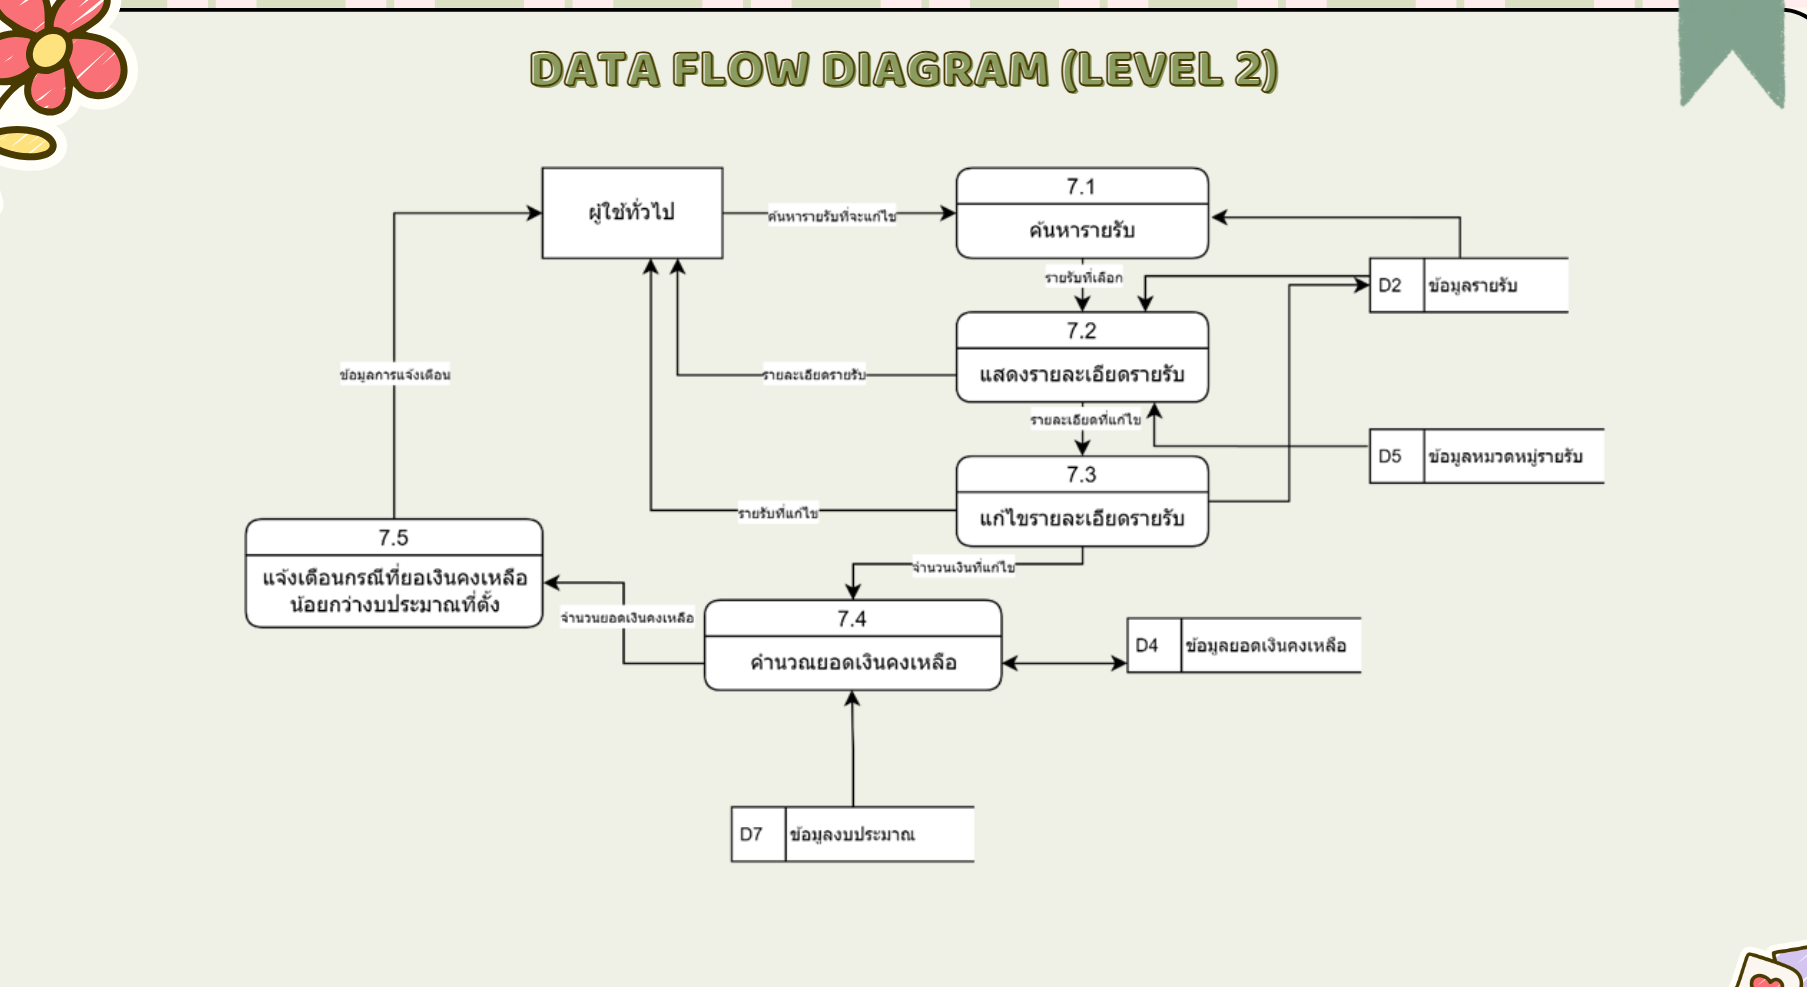 DATA FLOW DIAGRAM (LEVEL 2)
ผู้ใช้ทั่วไป
ค้นหารายรับที่จะแก้ไข
7.1
ค้นหารายรับ
รายรับที่เลือก
D2
ข้อมูลรายรับ
7.2
แสดงรายละเอียดรายรับ
รายละเอียดรายรับ
ข้อมูลการแจ้งเตือน
รายละเอียดที่แก้ไข
D5
ข้อมูลหมวดหมู่รายรับ
7.3
แก้ไขรายละเอียดรายรับ
รายรับที่แก้ไข
7.5
แจ้งเตือนกรณีที่ยอเงินคงเหลือ
น้อยกว่างบประมาณที่ตั้ง
จำนวนเงินที่แก้ไข
จำนวนยอดเงินคงเหลือ
7.4
คำนวณยอดเงินคงเหลือ
D4
ข้อมูลยอดเงินคงเหลือ
D7
ข้อมูลงบประมาณ